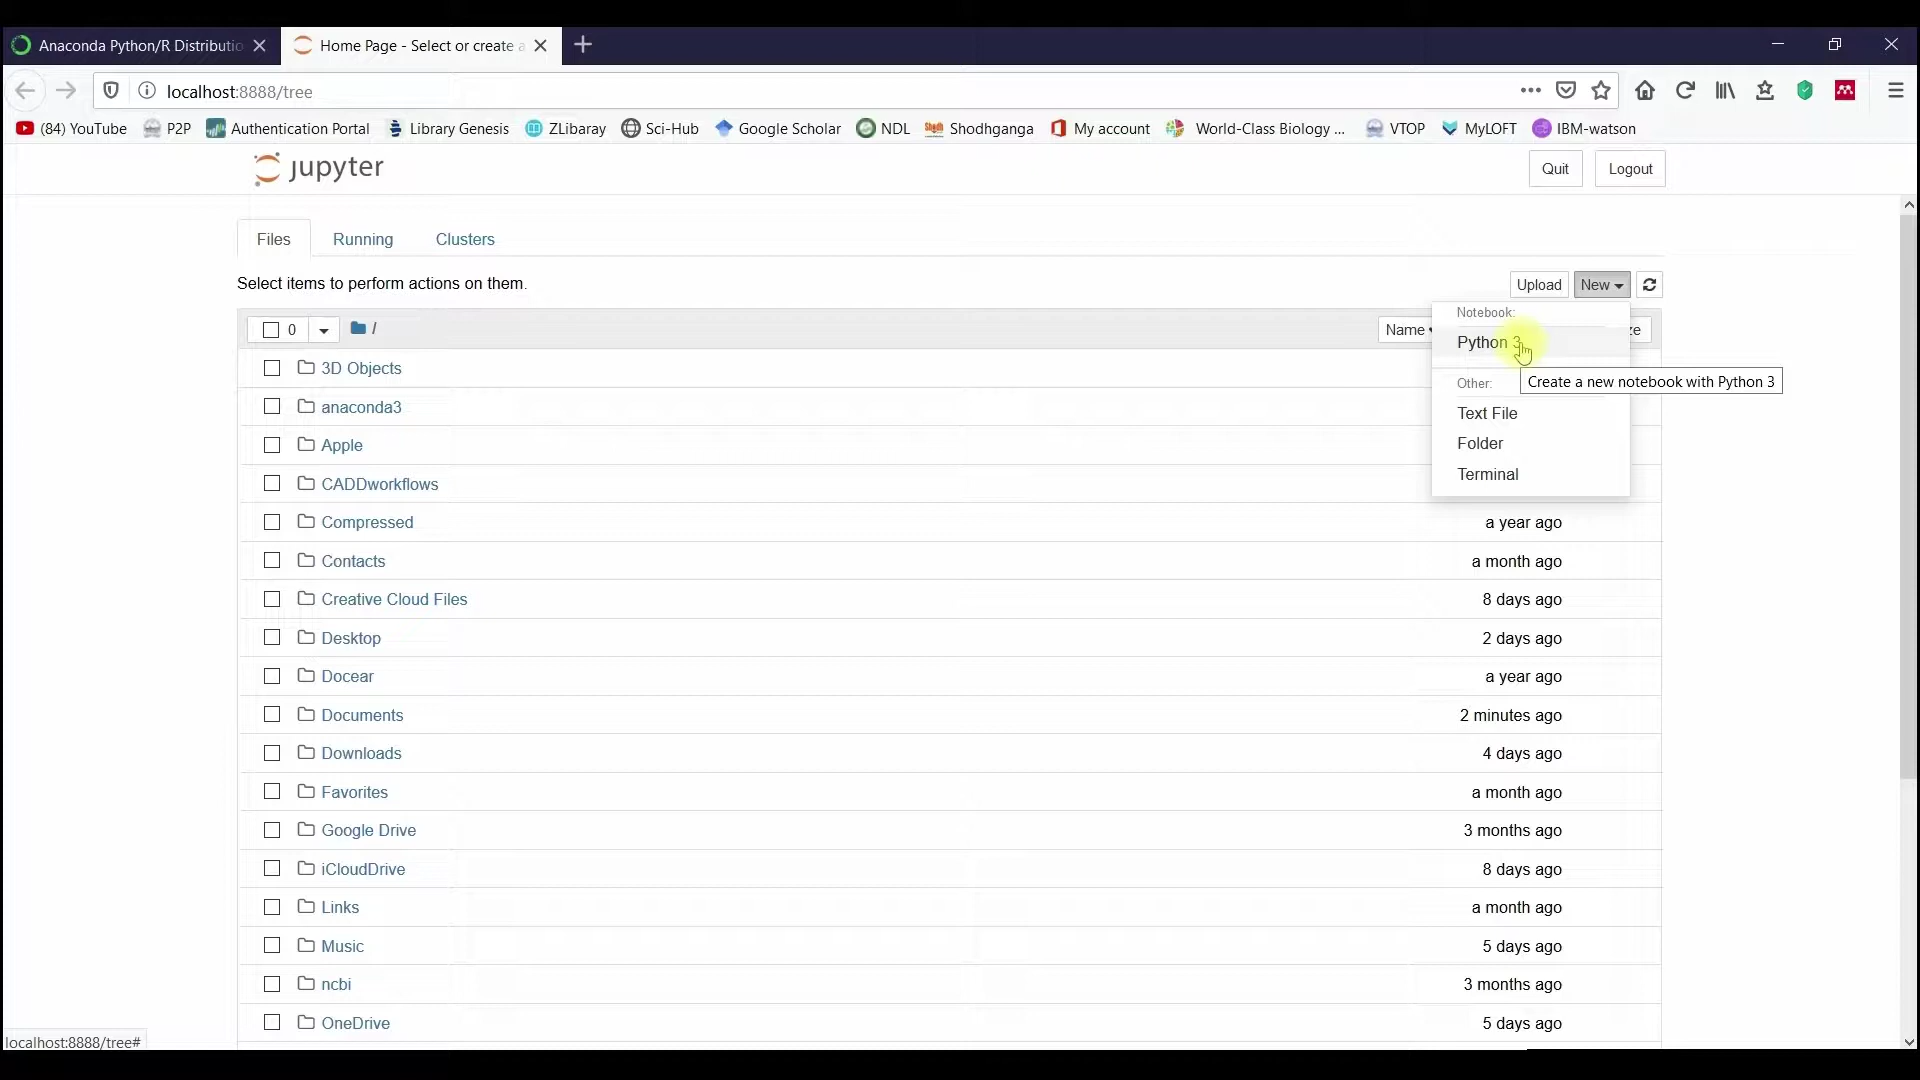 Anaconda Python/R Distributio
Home Page - Select or create a
localhost:8888/tree
(84) YouTube P2P Authentication Portal Library Genesis ZLibaray Sci-Hub Google Scholar NDL Shodhganga My account World-Class Biology ... VTOP MyLOFT IBM-watson
jupyter
Quit Logout
Files Running Clusters
Select items to perform actions on them.
Upload New
0 /
Name ze
Notebook:
Python 3
Create a new notebook with Python 3
Other:
Text File
Folder
Terminal
3D Objects
anaconda3
Apple
CADDworkflows
Compressed a year ago
Contacts a month ago
Creative Cloud Files 8 days ago
Desktop 2 days ago
Docear a year ago
Documents 2 minutes ago
Downloads 4 days ago
Favorites a month ago
Google Drive 3 months ago
iCloudDrive 8 days ago
Links a month ago
Music 5 days ago
ncbi 3 months ago
OneDrive 5 days ago
localhost:8888/tree#